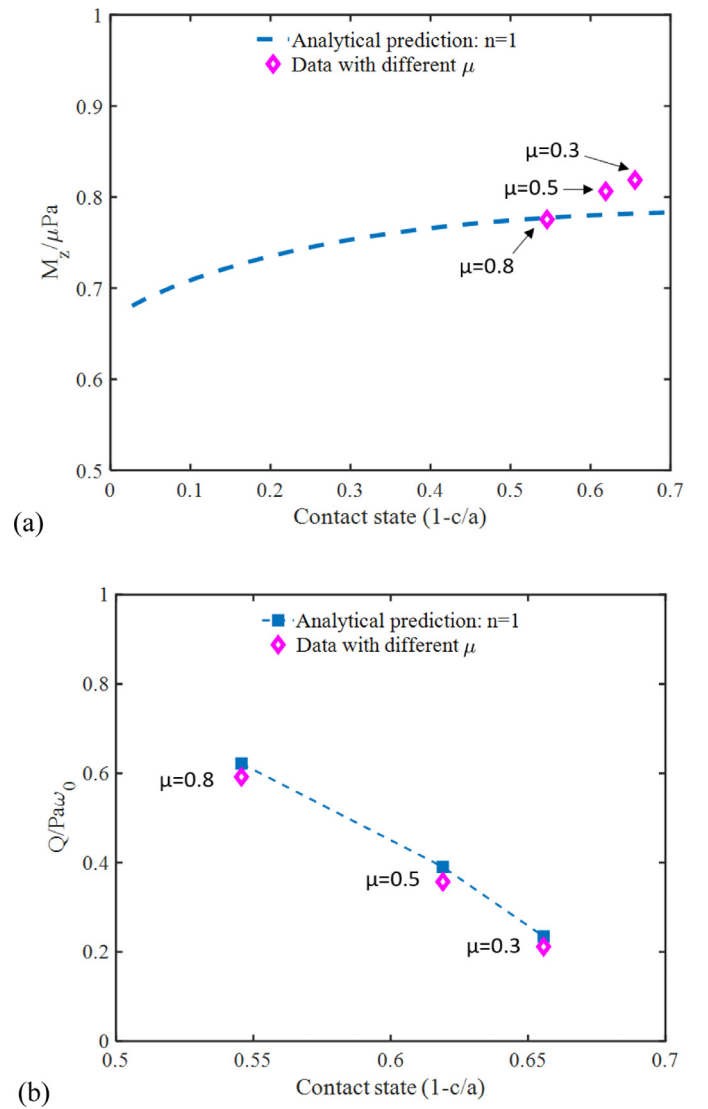 1
Analytical prediction: n=1
Data with different μ
0.9
μ=0.3
0.8
μ=0.5
M_z/μPa
μ=0.8
0.7
0.6
0.5
0 0.1 0.2 0.3 0.4 0.5 0.6 0.7
(a)
Contact state (1-c/a)
1
Analytical prediction: n=1
Data with different μ
0.8
0.6
μ=0.8
Q/Paω₀
0.4
μ=0.5
0.2
μ=0.3
0
0.5 0.55 0.6 0.65 0.7
Contact state (1-c/a)
(b)